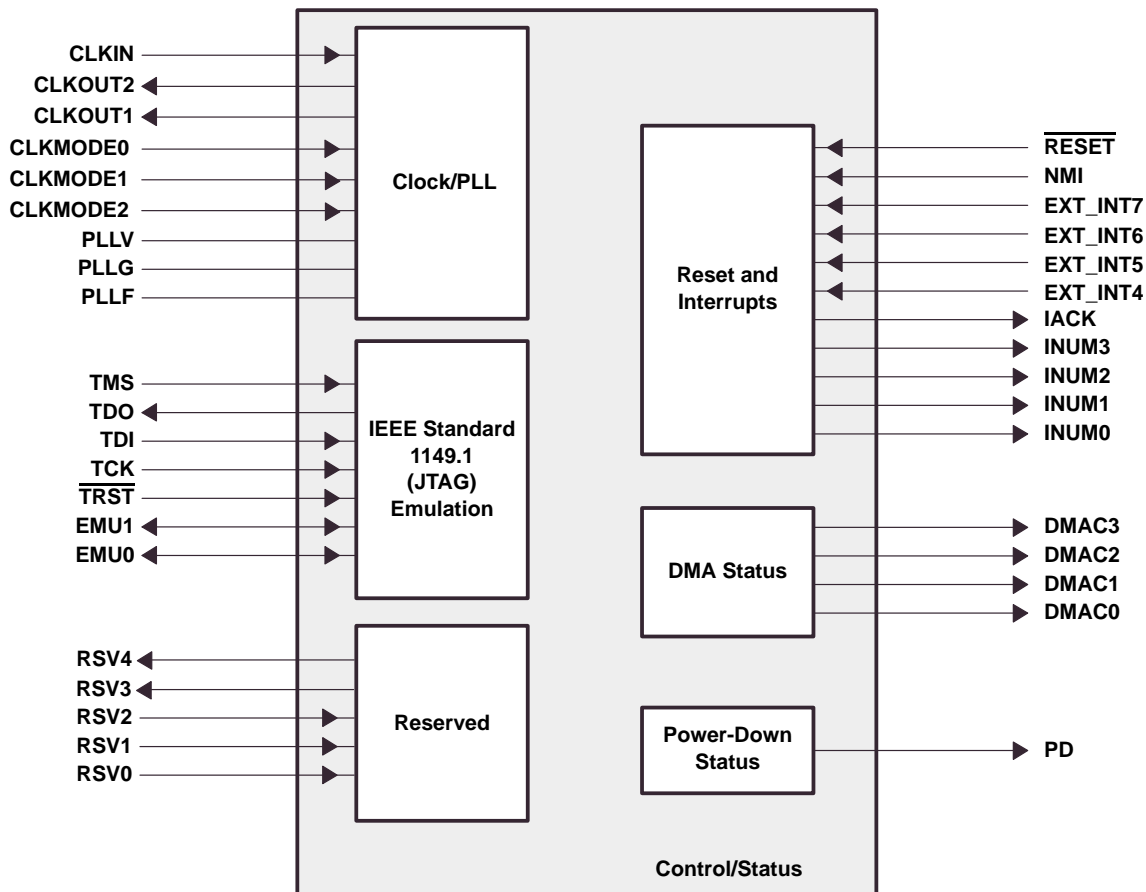 CLKIN
CLKOUT2
CLKOUT1
CLKMODE0
CLKMODE1
CLKMODE2
PLLV
PLLG
PLLF
Clock/PLL
TMS
TDO
TDI
TCK
TRST
EMU1
EMU0
IEEE Standard
1149.1
(JTAG)
Emulation
RSV4
RSV3
RSV2
RSV1
RSV0
Reserved
Reset and
Interrupts
RESET
NMI
EXT_INT7
EXT_INT6
EXT_INT5
EXT_INT4
IACK
INUM3
INUM2
INUM1
INUM0
DMA Status
DMAC3
DMAC2
DMAC1
DMAC0
Power-Down
Status
PD
Control/Status